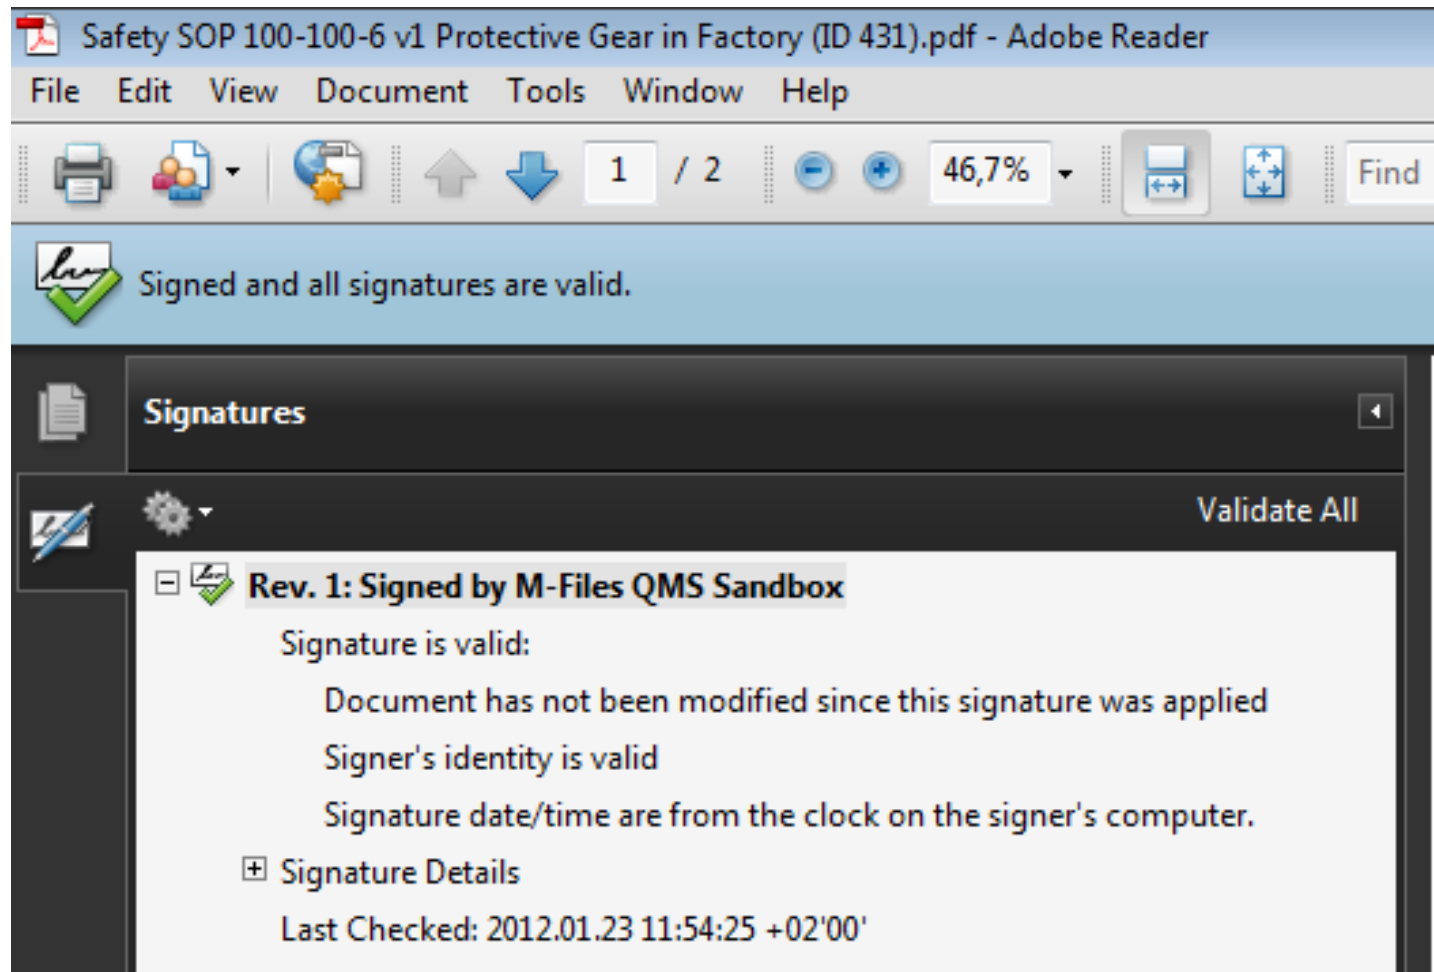 Safety SOP 100-100-6 v1 Protective Gear in Factory (ID 431).pdf - Adobe Reader
File Edit View Document Tools Window Help
1 / 2 46,7% Find
Signed and all signatures are valid.
Signatures
Validate All
Rev. 1: Signed by M-Files QMS Sandbox
Signature is valid:
Document has not been modified since this signature was applied
Signer's identity is valid
Signature date/time are from the clock on the signer's computer.
Signature Details
Last Checked: 2012.01.23 11:54:25 +02'00'